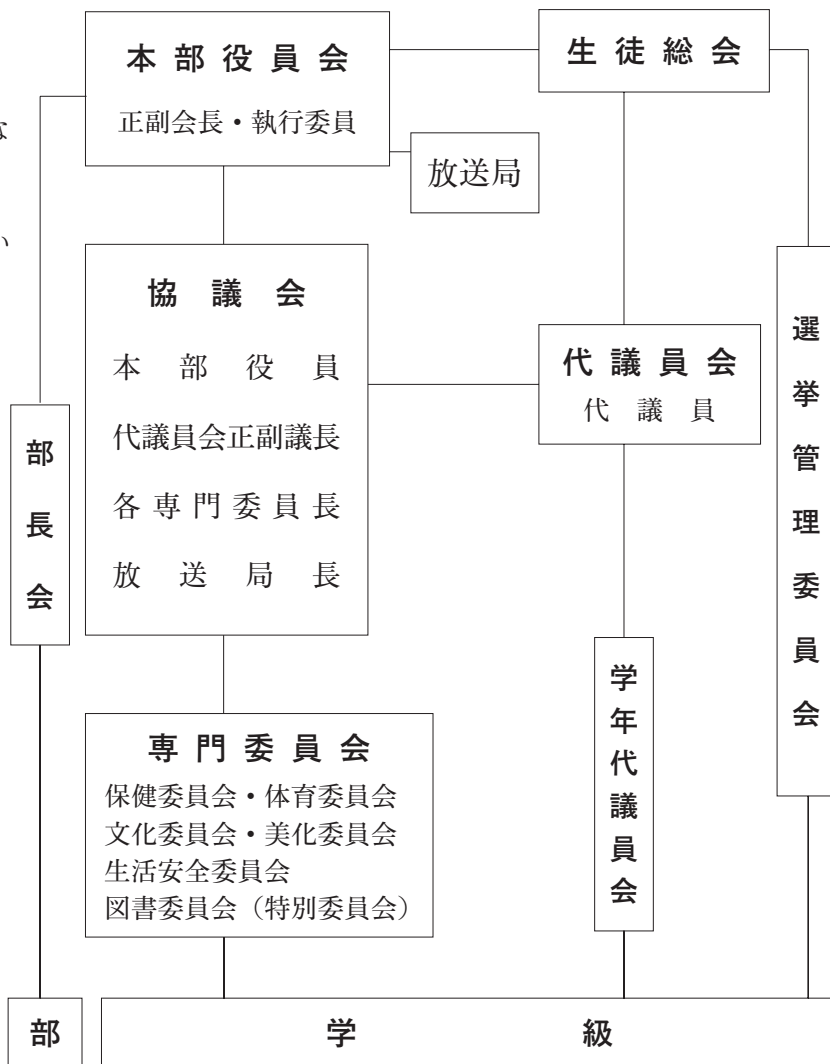 本部役員会
正副会長・執行委員
生徒総会
放送局
な
い
協議会
本部役員
代議員会正副議長
各専門委員長
放送局長
代議員会
代議員
選挙管理委員会
部長会
学年代議員会
専門委員会
保健委員会・体育委員会
文化委員会・美化委員会
生活安全委員会
図書委員会（特別委員会）
部
学級